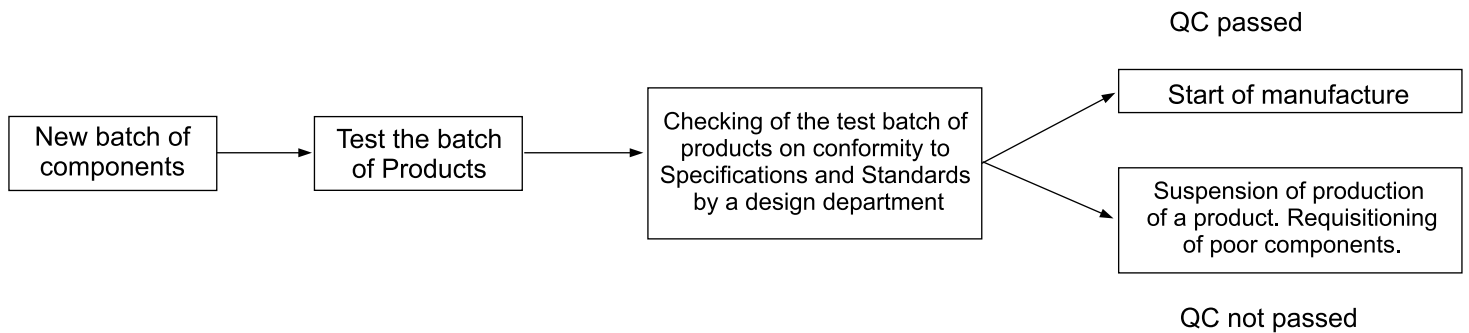 New batch of
components
Test the batch
of Products
Checking of the test batch of
products on conformity to
Specifications and Standards
by a design department
QC passed
Start of manufacture
Suspension of production
of a product. Requisitioning
of poor components.
QC not passed